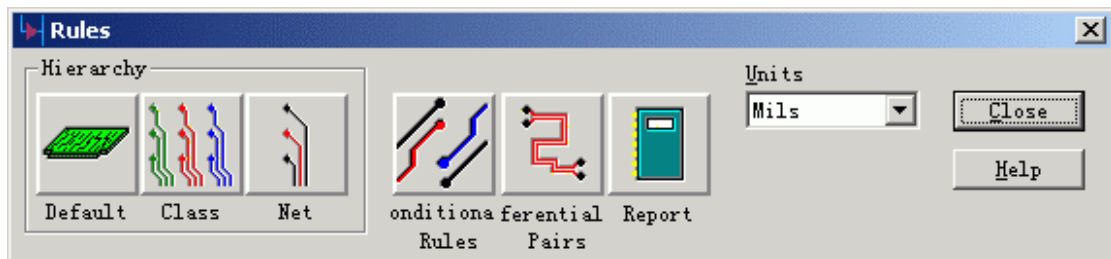 Rules
Hierarchy
Default
Class
Net
onditiona
Rules
ferential
Pairs
Report
Units
Mils
Close
Help